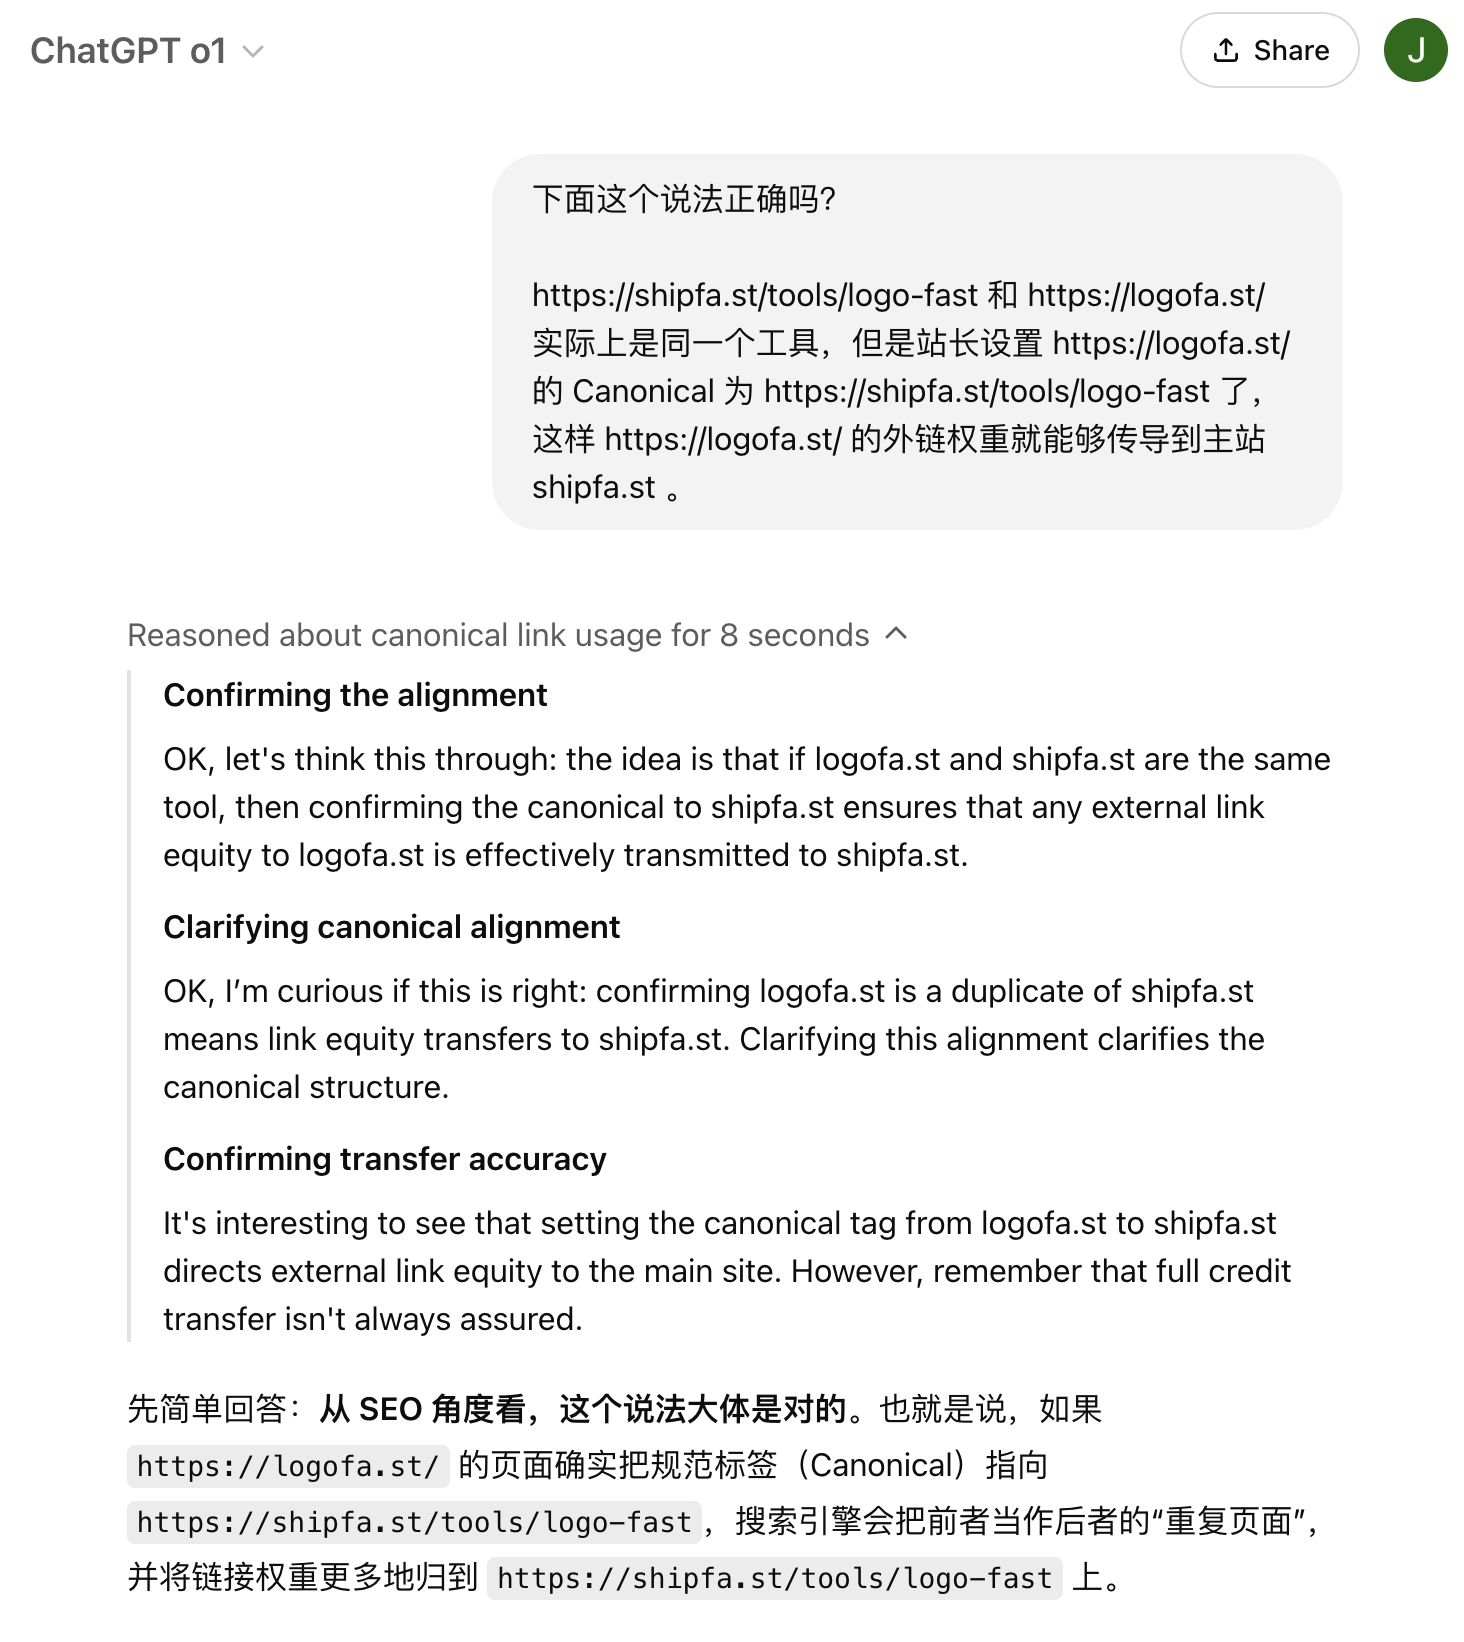 ChatGPT o1
Share
J
下面这个说法正确吗?
https://shipfa.st/tools/logo-fast 和 https://logofa.st/
实际上是同一个工具，但是站长设置 https://logofa.st/
的 Canonical 为 https://shipfa.st/tools/logo-fast 了，
这样 https://logofa.st/ 的外链权重就能够传导到主站
shipfa.st 。
Reasoned about canonical link usage for 8 seconds
Confirming the alignment
OK, let's think this through: the idea is that if logofa.st and shipfa.st are the same
tool, then confirming the canonical to shipfa.st ensures that any external link
equity to logofa.st is effectively transmitted to shipfa.st.
Clarifying canonical alignment
OK, I’m curious if this is right: confirming logofa.st is a duplicate of shipfa.st
means link equity transfers to shipfa.st. Clarifying this alignment clarifies the
canonical structure.
Confirming transfer accuracy
It's interesting to see that setting the canonical tag from logofa.st to shipfa.st
directs external link equity to the main site. However, remember that full credit
transfer isn't always assured.
先简单回答：从 SEO 角度看，这个说法大体是对的。也就是说，如果
https://logofa.st/ 的页面确实把规范标签（Canonical）指向
https://shipfa.st/tools/logo-fast，搜索引擎会把前者当作后者的“重复页面”，
并将链接权重更多地归到 https://shipfa.st/tools/logo-fast 上。